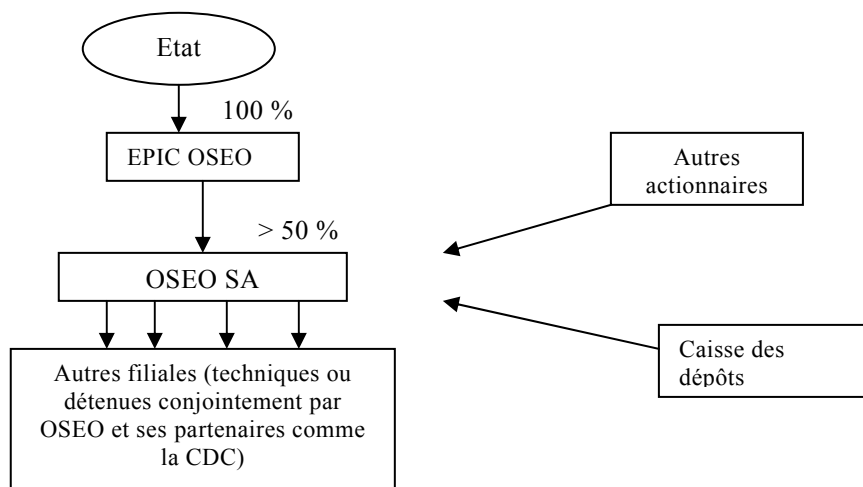 Etat
100 %
EPIC OSEO
> 50 %
OSEO SA
Autres filiales (techniques ou
détenues conjointement par
OSEO et ses partenaires comme
la CDC)
Autres
actionnaires
Caisse des
dépôts